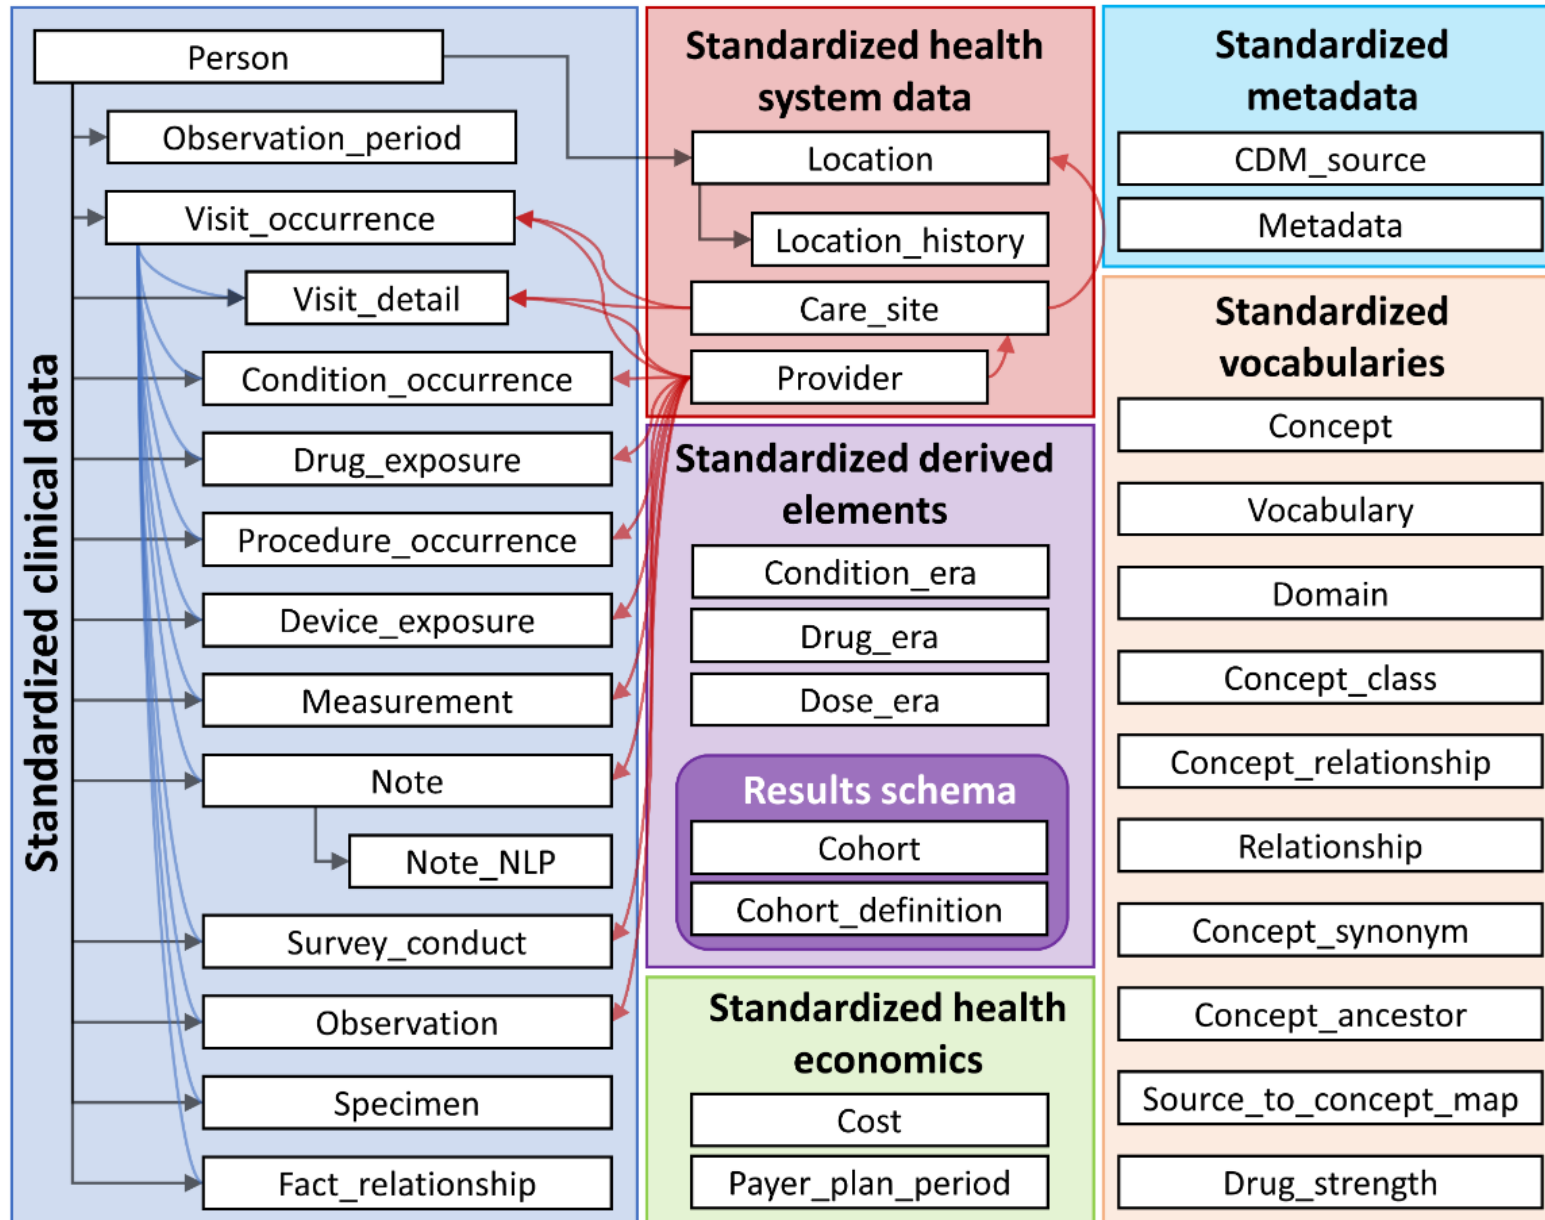 Standardized clinical data
Person
Observation_period
Visit_occurrence
Visit_detail
Condition_occurrence
Drug_exposure
Procedure_occurrence
Device_exposure
Measurement
Note
Note_NLP
Survey_conduct
Observation
Specimen
Fact_relationship
Standardized health
system data
Location
Location_history
Care_site
Provider
Standardized derived
elements
Condition_era
Drug_era
Dose_era
Results schema
Cohort
Cohort_definition
Standardized health
economics
Cost
Payer_plan_period
Standardized
metadata
CDM_source
Metadata
Standardized
vocabularies
Concept
Vocabulary
Domain
Concept_class
Concept_relationship
Relationship
Concept_synonym
Concept_ancestor
Source_to_concept_map
Drug_strength